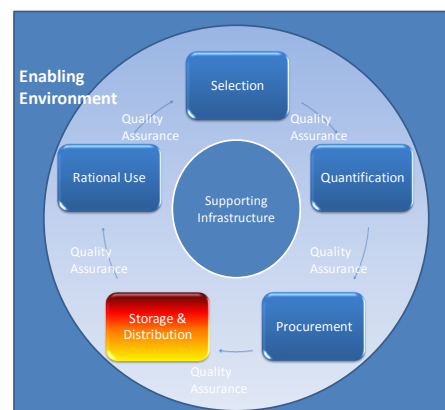 Enabling
Environment
Selection
Quality
Assurance
Quality
Assurance
Rational Use
Quantification
Supporting
Infrastructure
Quality
Assurance
Quality
Assurance
Storage &
Distribution
Procurement
Quality
Assurance